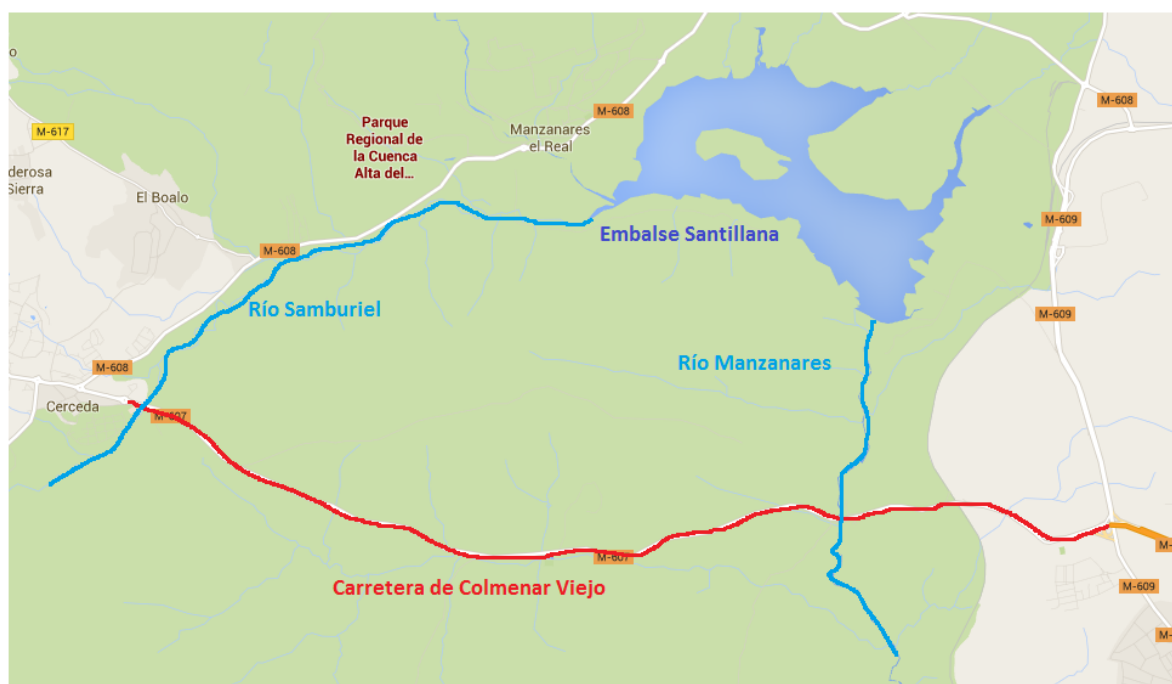 o
M-617
derosa
Sierra
El Boalo
Parque
Regional de
la Cuenca
Alta del...
Manzanares
el Real
M-608
M-608
M-608
Embalse Santillana
M-609
Río Samburiel
M-609
Río Manzanares
M-608
Cerceda
M-607
M-607
M-
Carretera de Colmenar Viejo
M-609
M-